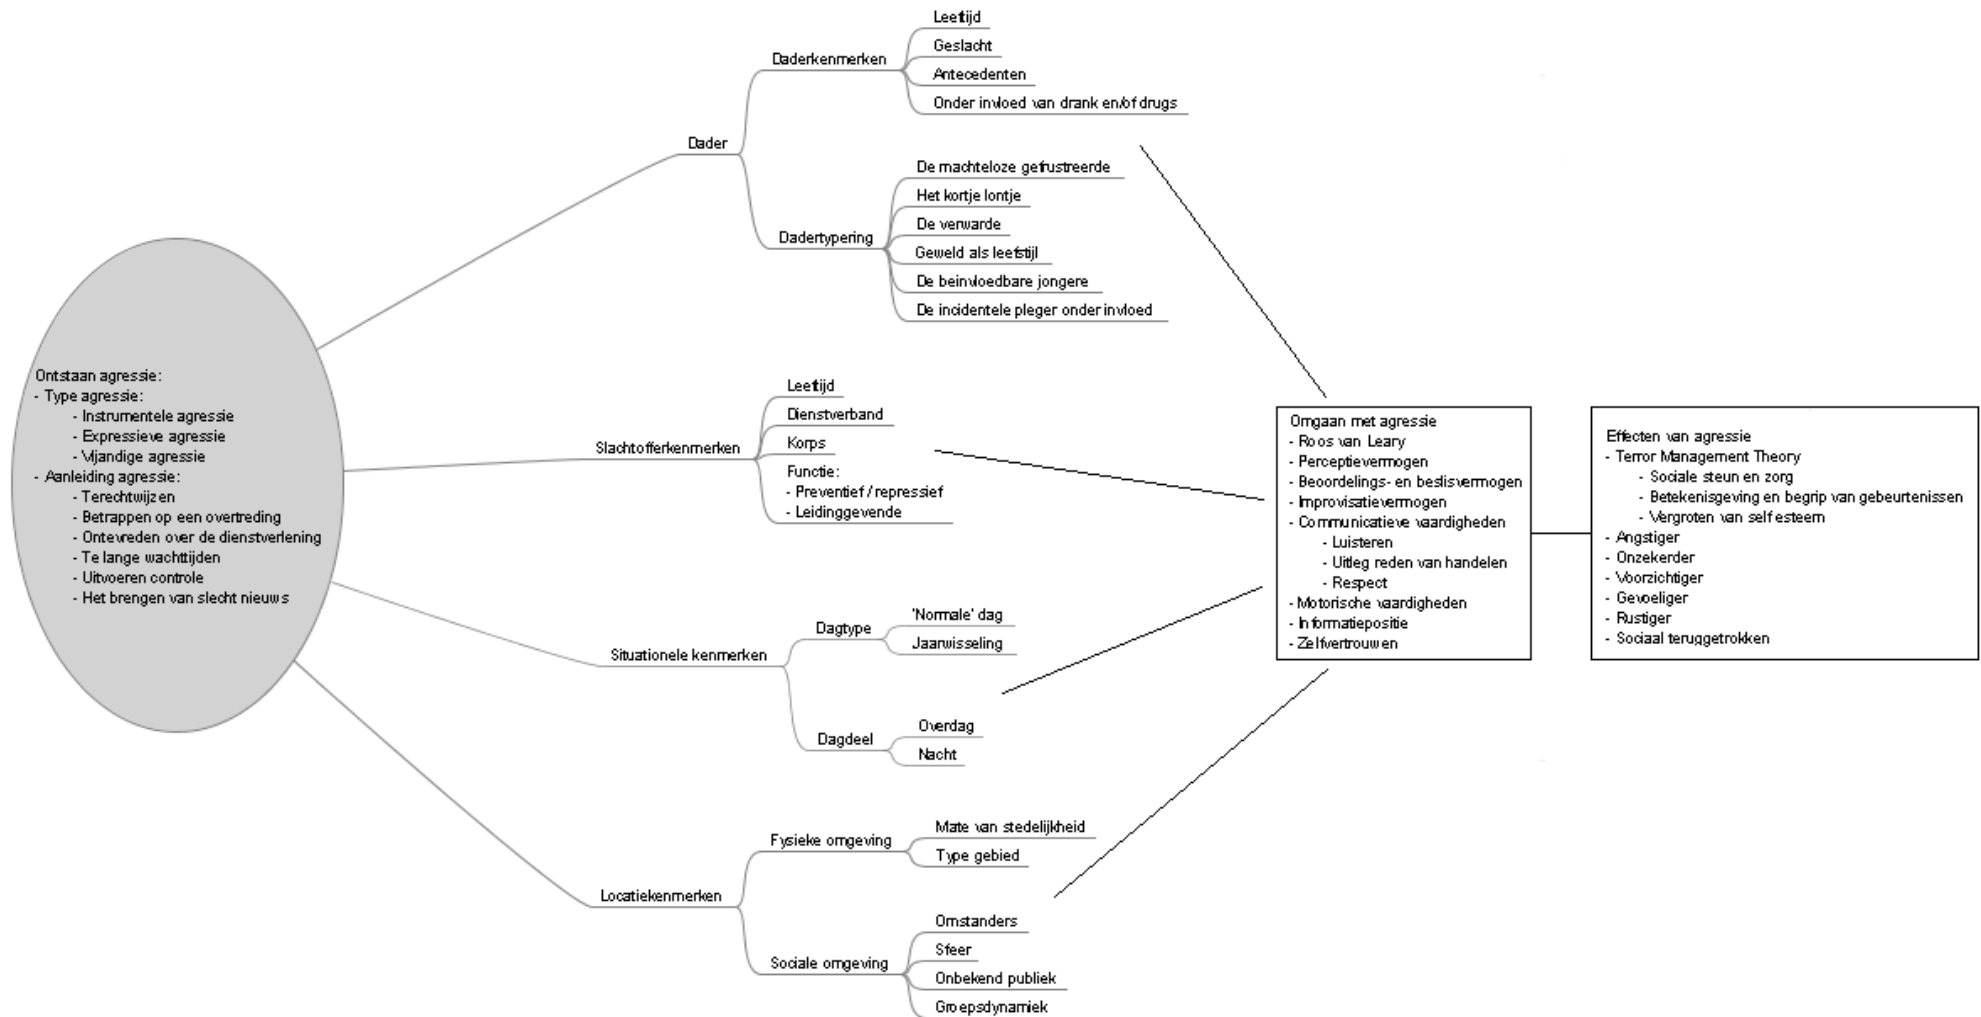 Ontstaan agressie:
- Type agressie:
- Instrumentele agressie
- Expressieve agressie
- Vijandige agressie
- Aanleiding agressie:
- Terechtwijzen
- Betrappen op een overtreding
- Ontevreden over de dienstverlening
- Te lange wachttijden
- Uitvoeren controle
- Het brengen van slecht nieuws
Dader
Daderkenmerken
Leeftijd
Geslacht
Antecedenten
Onder invloed van drank en/of drugs
Dadertypering
De machteloze gefrustreerde
Het kortje lontje
De verwarde
Geweld als leefstijl
De beinvloedbare jongere
De incidentele pleger onder invloed
Slachtofferkenmerken
Leeftijd
Dienstverband
Korps
Functie:
- Preventief / repressief
- Leidinggevende
Situationele kenmerken
Dagtype
'Normale' dag
Jaarwisseling
Dagdeel
Overdag
Nacht
Locatiekenmerken
Fysieke omgeving
Mate van stedelijkheid
Type gebied
Sociale omgeving
Omstanders
Sfeer
Onbekend publiek
Groepsdynamiek
Omgaan met agressie
- Roos van Leary
- Perceptievermogen
- Beoordelings- en beslisvermogen
- Improvisatievermogen
- Communicatieve vaardigheden
- Luisteren
- Uitleg reden van handelen
- Respect
- Motorische vaardigheden
- Informatiepositie
- Zelfvertrouwen
Effecten van agressie
- Terror Management Theory
- Sociale steun en zorg
- Betekenisgeving en begrip van gebeurtenissen
- Vergroten van self esteem
- Angstiger
- Onzekerder
- Voorzichtiger
- Gevoeliger
- Rustiger
- Sociaal teruggetrokken